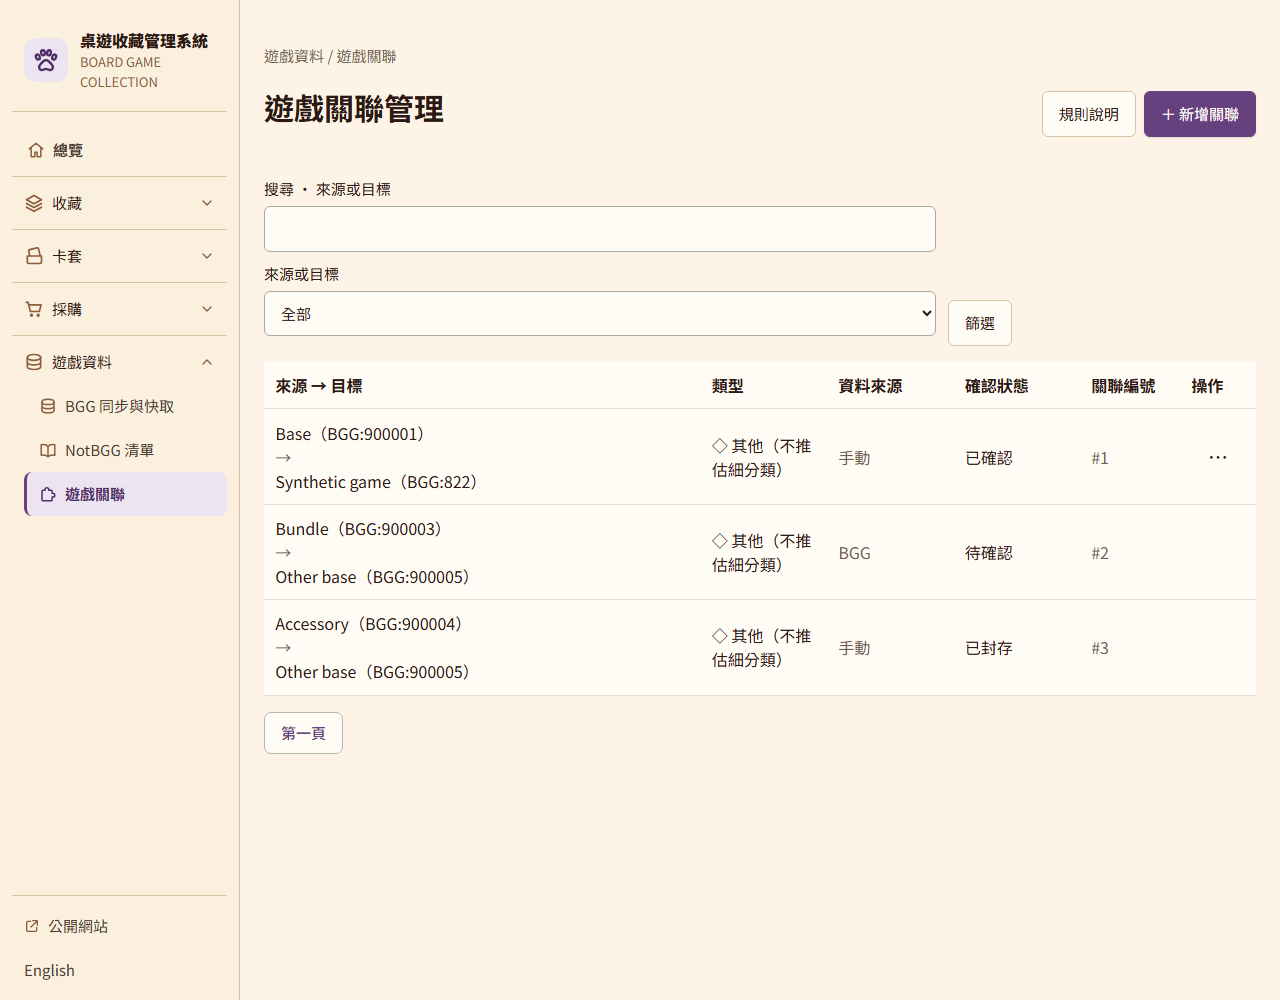 桌遊收藏管理系統
BOARD GAME
COLLECTION
總覽
收藏
卡套
採購
遊戲資料
BGG 同步與快取
NotBGG 清單
遊戲關聯
公開網站
English
遊戲資料 / 遊戲關聯
遊戲關聯管理
規則說明
＋ 新增關聯
搜尋 · 來源或目標
來源或目標
全部
篩選
來源 → 目標 類型 資料來源 確認狀態 關聯編號 操作
Base（BGG:900001）
→
Synthetic game（BGG:822）
◇ 其他（不推
估細分類）
手動 已確認 #1 ···
Bundle（BGG:900003）
→
Other base（BGG:900005）
◇ 其他（不推
估細分類）
BGG 待確認 #2
Accessory（BGG:900004）
→
Other base（BGG:900005）
◇ 其他（不推
估細分類）
手動 已封存 #3
第一頁